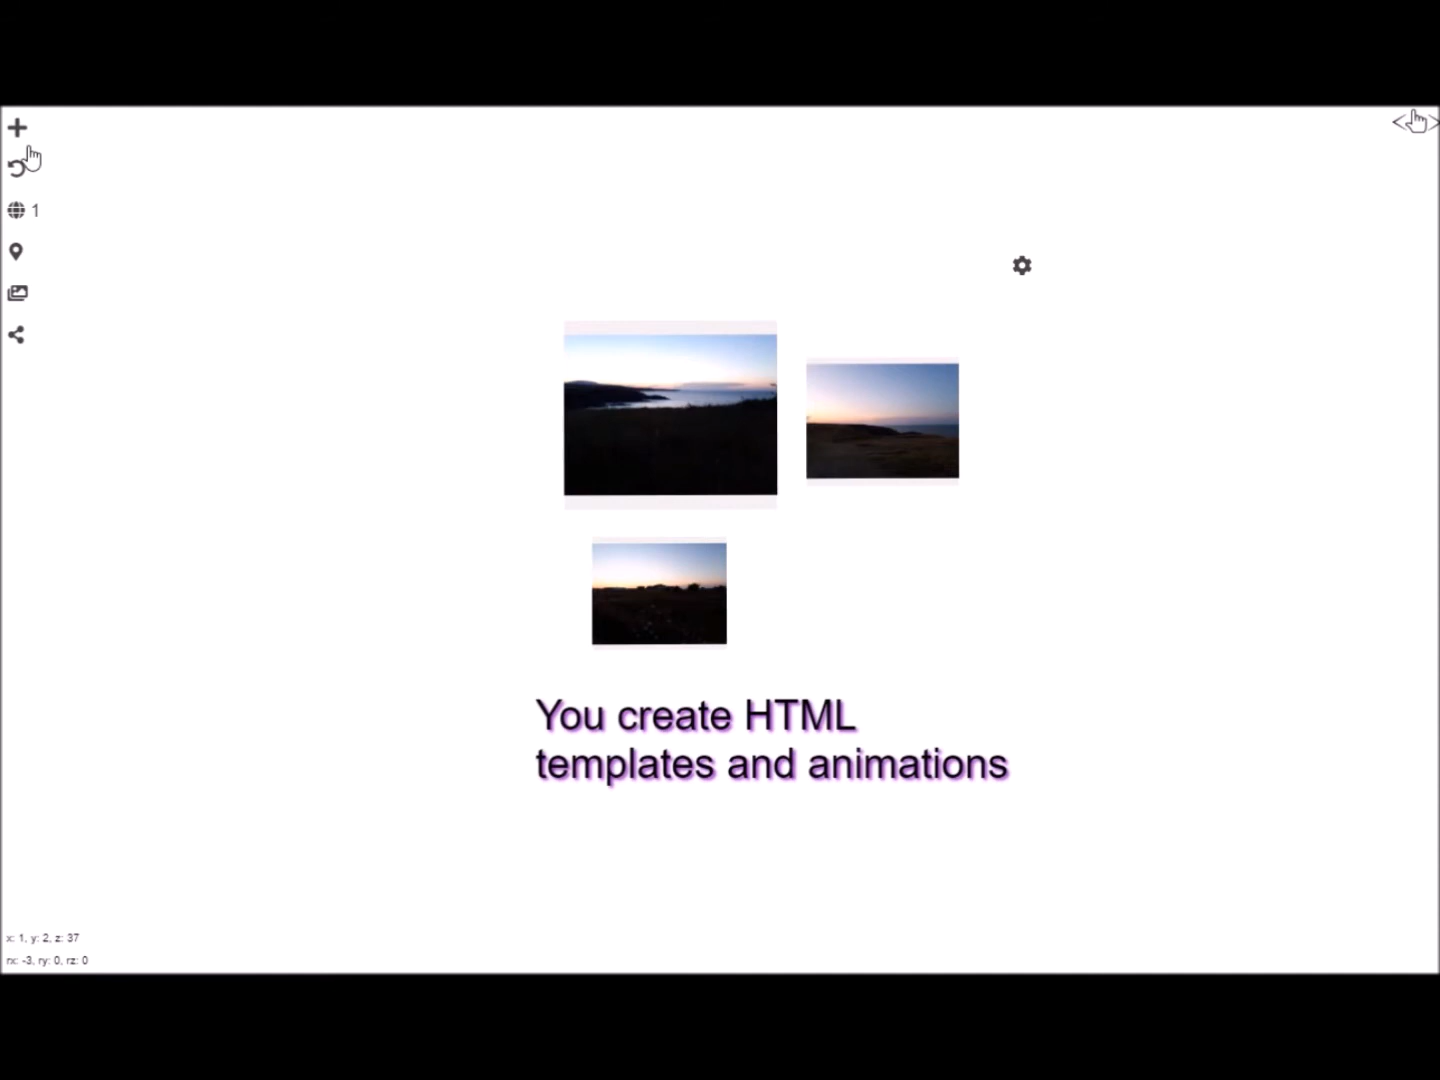 1
You create HTML
templates and animations
x: 1, y: 2, z: 37
rx: -3, ry: 0, rz: 0